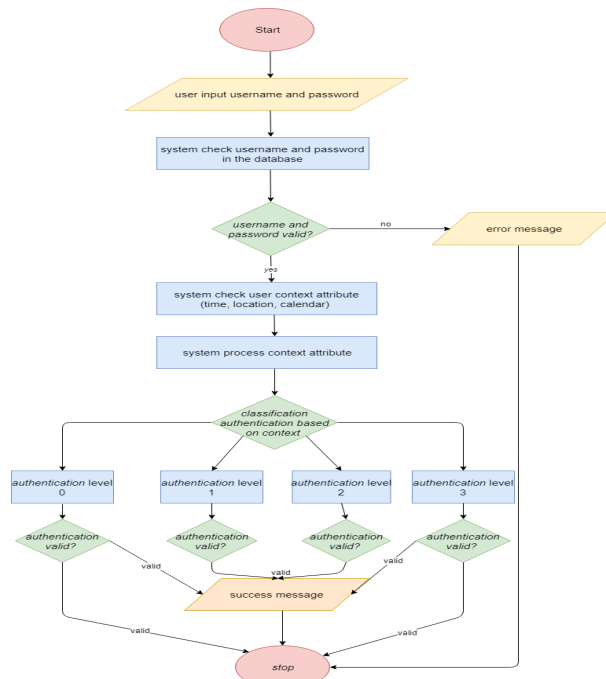 Start
user input username and password
system check username and password
in the database
username and
password valid?
no
error message
yes
system check user context attribute
(time, location, calendar)
system process context attribute
classification
authentication based
on context
authentication level
0
authentication level
1
authentication level
2
authentication level
3
authentication
valid?
authentication
valid?
authentication
valid?
authentication
valid?
valid
valid
valid
success message
valid
valid
stop